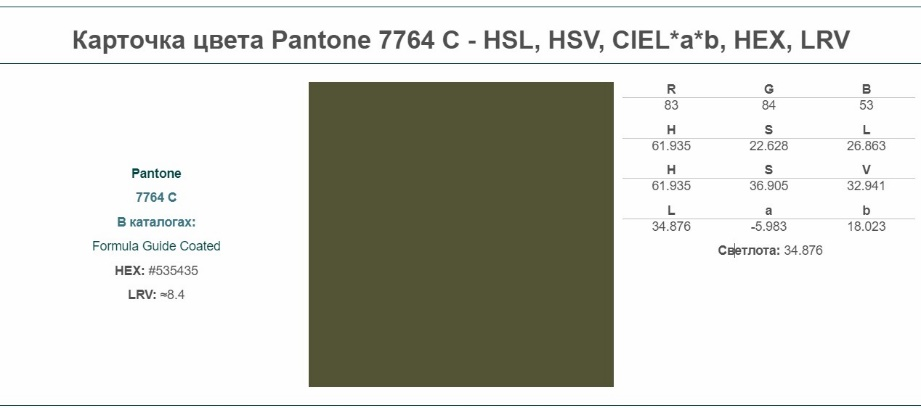 Карточка цвета Pantone 7764 C - HSL, HSV, CIEL*a*b, HEX, LRV
Pantone
7764 C
В каталогах:
Formula Guide Coated
HEX: #535435
LRV: ≈8.4
R G B
83 84 53
H S L
61.935 22.628 26.863
H S V
61.935 36.905 32.941
L a b
34.876 -5.983 18.023
Светлота: 34.876